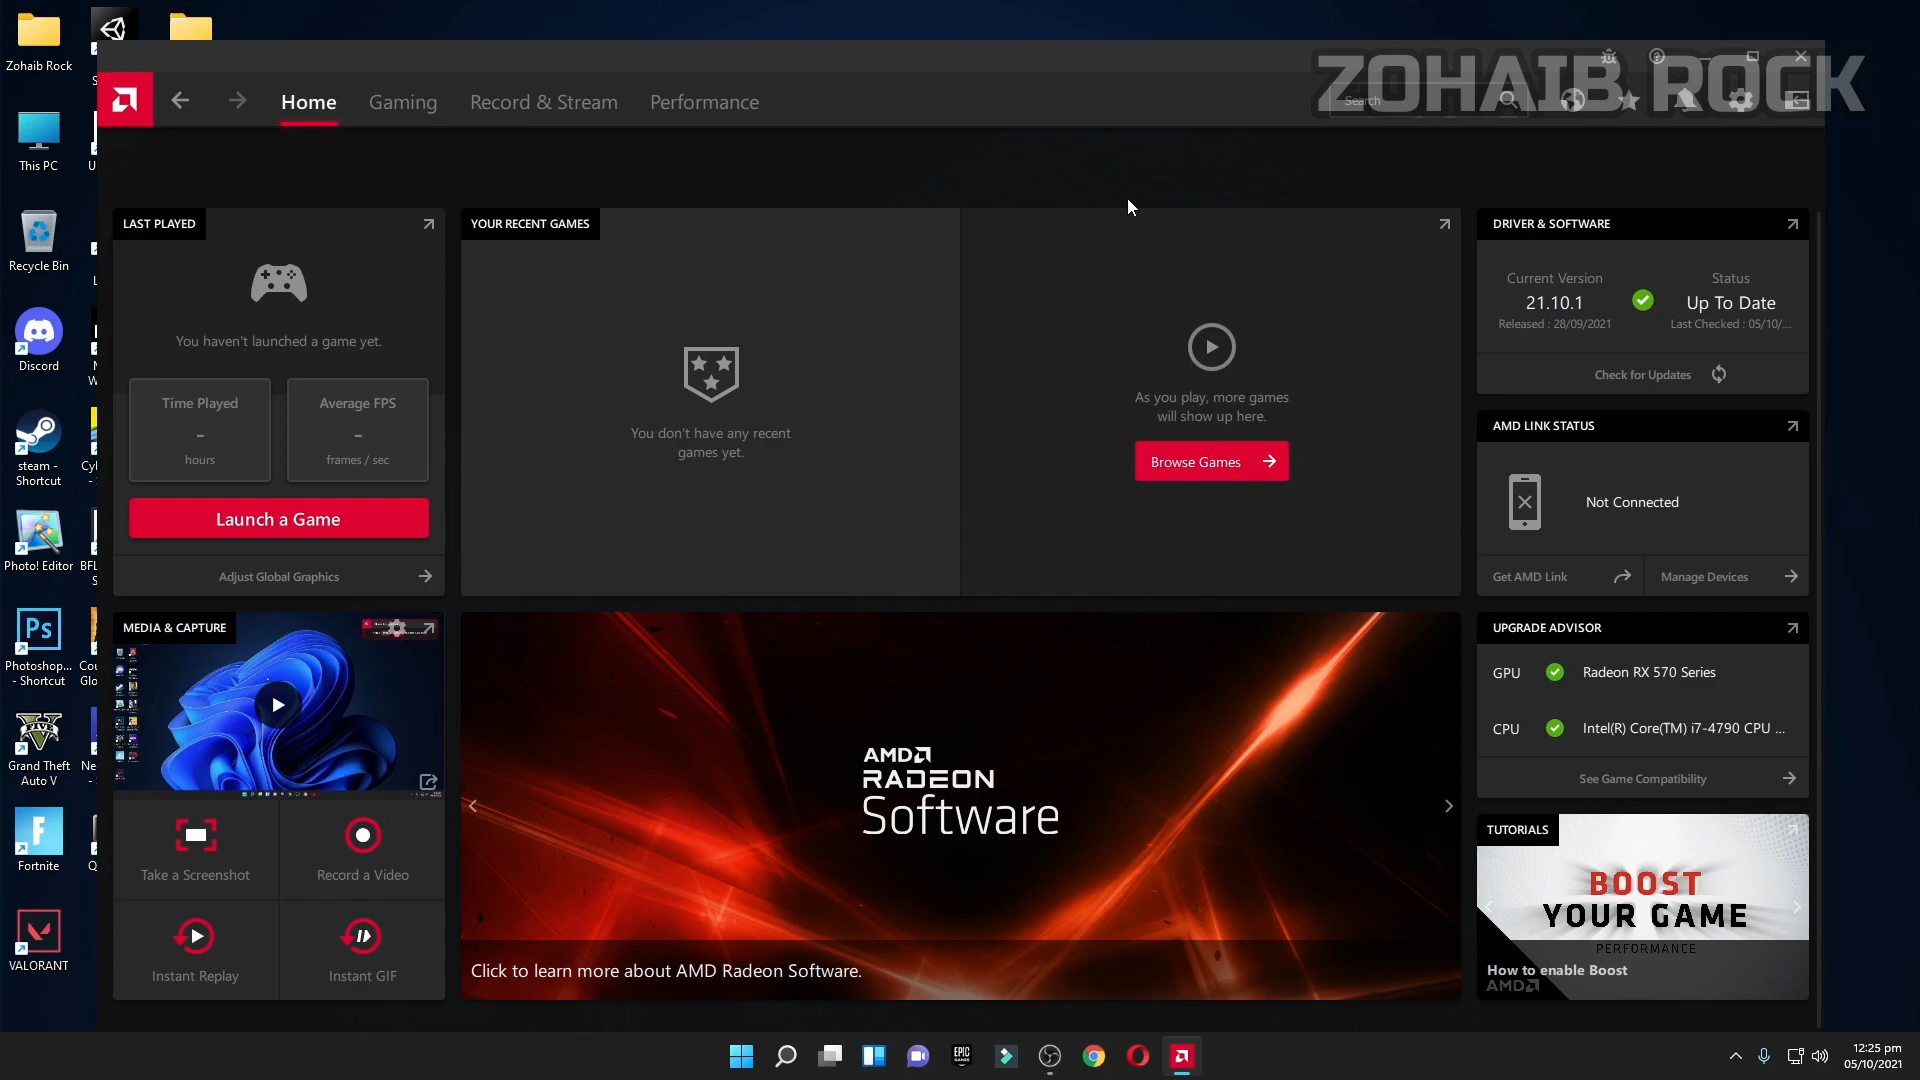 Zohaib Rock
This PC
Recycle Bin
Discord
steam -
Shortcut
Photo! Editor
Photoshop...
- Shortcut
Grand Theft
Auto V
Fortnite
VALORANT
ZOHAIB ROCK
Home
Gaming
Record & Stream
Performance
Search
LAST PLAYED
You haven't launched a game yet.
Time Played
-
hours
Average FPS
-
frames / sec
Launch a Game
Adjust Global Graphics
YOUR RECENT GAMES
You don't have any recent
games yet.
As you play, more games
will show up here.
Browse Games
DRIVER & SOFTWARE
Current Version
21.10.1
Released : 28/09/2021
Status
Up To Date
Last Checked : 05/10/...
Check for Updates
AMD LINK STATUS
Not Connected
Get AMD Link
Manage Devices
MEDIA & CAPTURE
Take a Screenshot
Record a Video
Instant Replay
Instant GIF
AMD
RADEON
Software
Click to learn more about AMD Radeon Software.
UPGRADE ADVISOR
GPU
Radeon RX 570 Series
CPU
Intel(R) Core(TM) i7-4790 CPU ...
See Game Compatibility
TUTORIALS
BOOST
YOUR GAME
PERFORMANCE
How to enable Boost
AMD
EPIC
GAMES
12:25 pm
05/10/2021